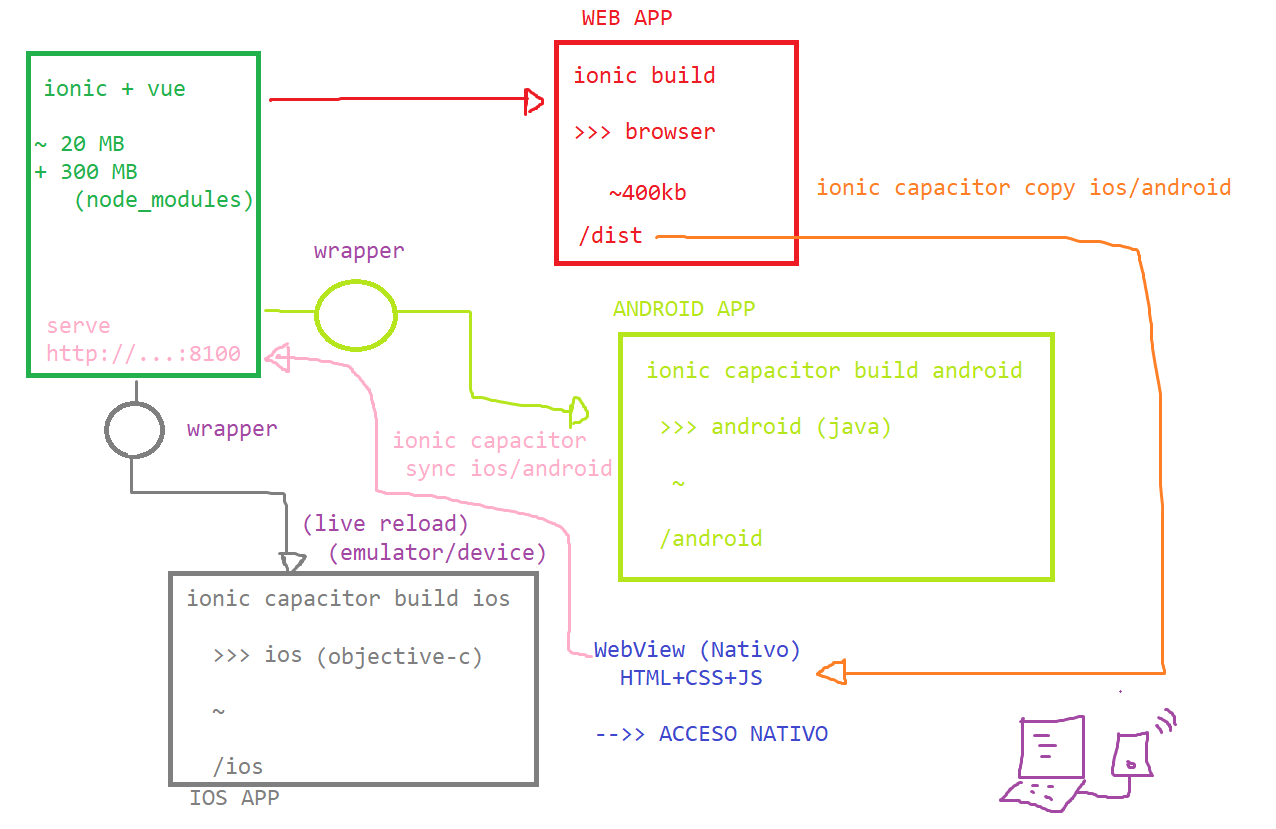 WEB APP
ionic + vue
~ 20 MB
+ 300 MB
(node_modules)
serve
http://...:8100
ionic build
>>> browser
~400kb
/dist
ionic capacitor copy ios/android
wrapper
ANDROID APP
ionic capacitor build android
>>> android (java)
~
/android
wrapper
ionic capacitor
sync ios/android
(live reload)
(emulator/device)
ionic capacitor build ios
>>> ios (objective-c)
~
/ios
IOS APP
WebView (Nativo)
HTML+CSS+JS
-->> ACCESO NATIVO